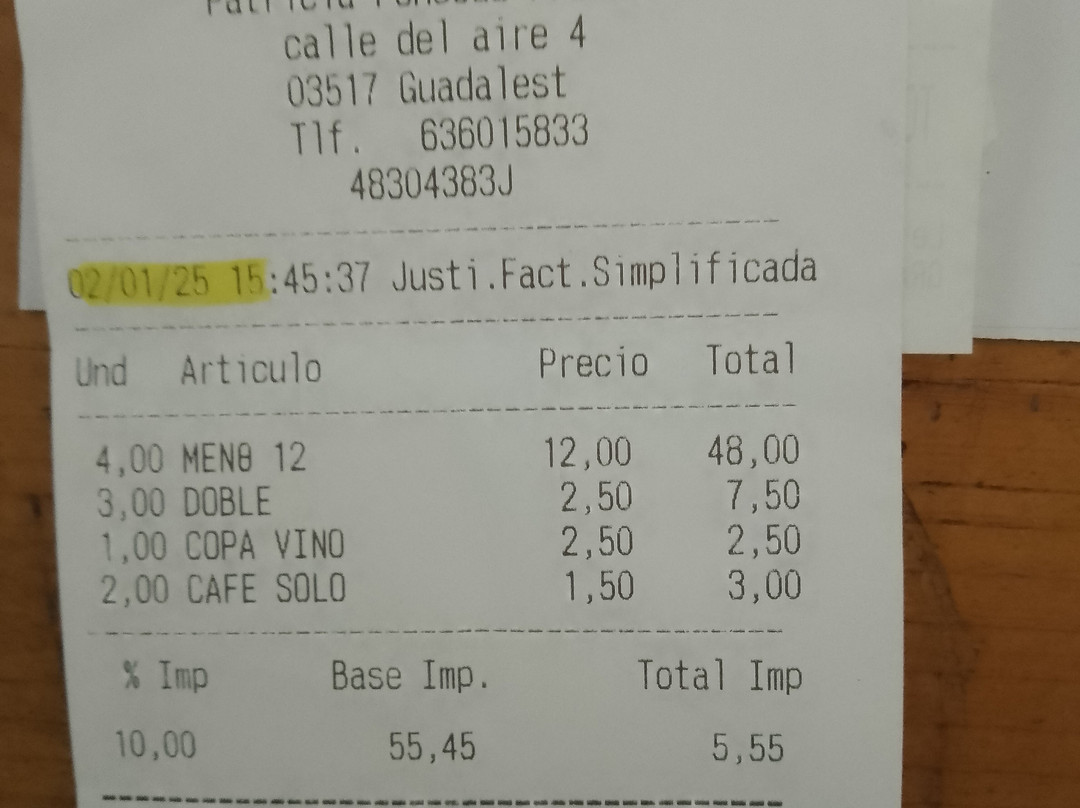 calle del aire 4
03517 Guadalest
Tlf. 636015833
48304383J
02/01/25 15:45:37 Justi.Fact.Simplificada
Und Articulo Precio Total
4,00 MENθ 12 12,00 48,00
3,00 DOBLE 2,50 7,50
1,00 COPA VINO 2,50 2,50
2,00 CAFE SOLO 1,50 3,00
% Imp Base Imp. Total Imp
10,00 55,45 5,55